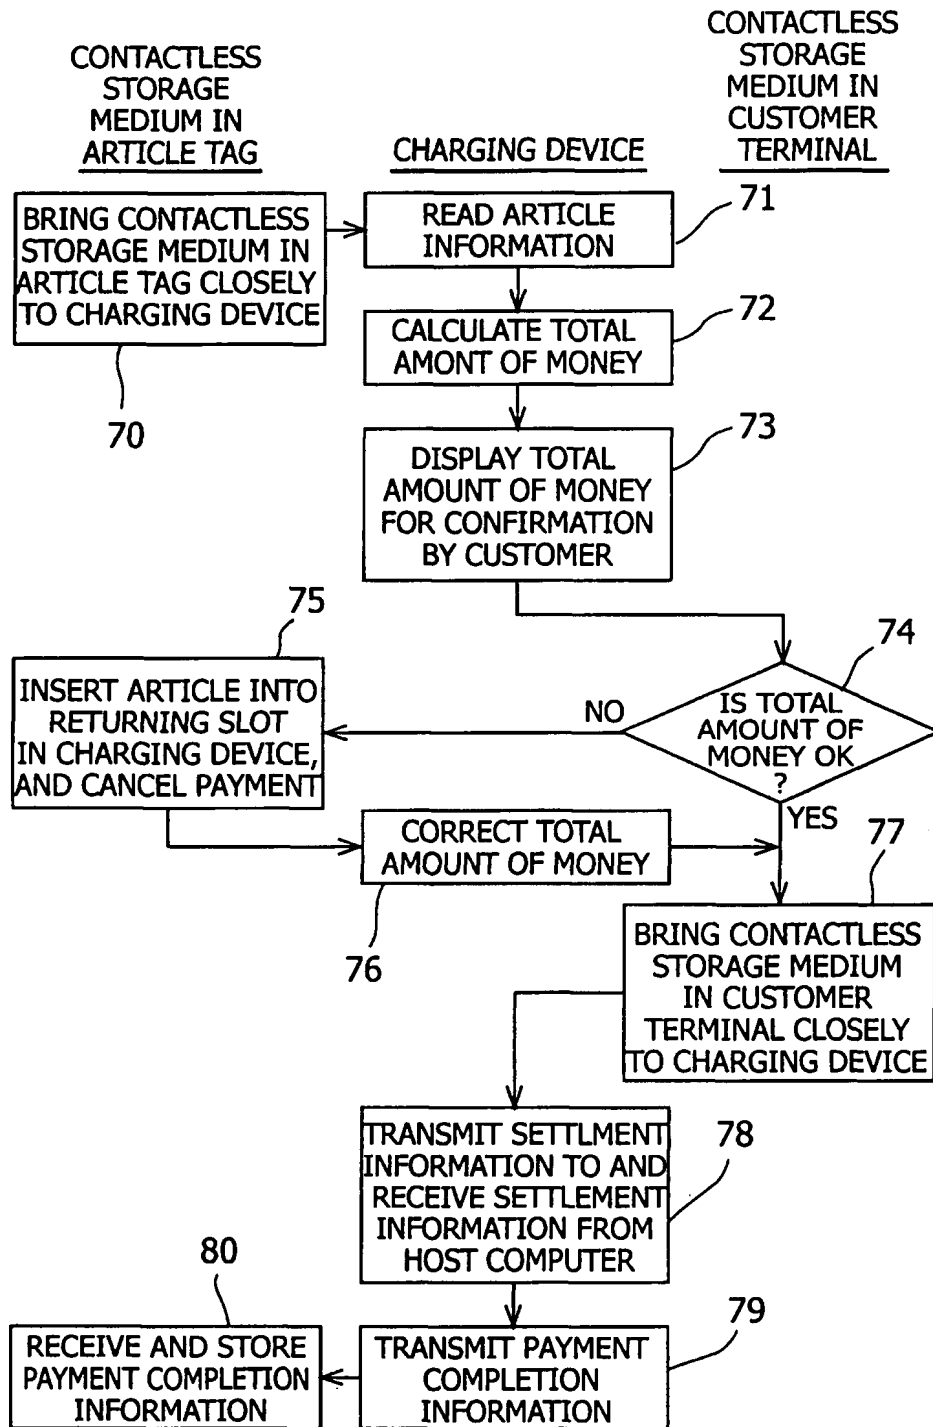 CONTACTLESS
STORAGE
MEDIUM IN
ARTICLE TAG
CHARGING DEVICE
CONTACTLESS
STORAGE
MEDIUM IN
CUSTOMER
TERMINAL
BRING CONTACTLESS
STORAGE MEDIUM IN
ARTICLE TAG CLOSELY
TO CHARGING DEVICE
70
READ ARTICLE
INFORMATION
71
CALCULATE TOTAL
AMONT OF MONEY
72
DISPLAY TOTAL
AMOUNT OF MONEY
FOR CONFIRMATION
BY CUSTOMER
73
IS TOTAL
AMOUNT OF
MONEY OK
?
74
NO
YES
75
INSERT ARTICLE INTO
RETURNING SLOT
IN CHARGING DEVICE,
AND CANCEL PAYMENT
CORRECT TOTAL
AMOUNT OF MONEY
76
77
BRING CONTACTLESS
STORAGE MEDIUM
IN CUSTOMER
TERMINAL CLOSELY
TO CHARGING DEVICE
TRANSMIT SETTLMENT
INFORMATION TO AND
RECEIVE SETTLEMENT
INFORMATION FROM
HOST COMPUTER
78
TRANSMIT PAYMENT
COMPLETION
INFORMATION
79
80
RECEIVE AND STORE
PAYMENT COMPLETION
INFORMATION